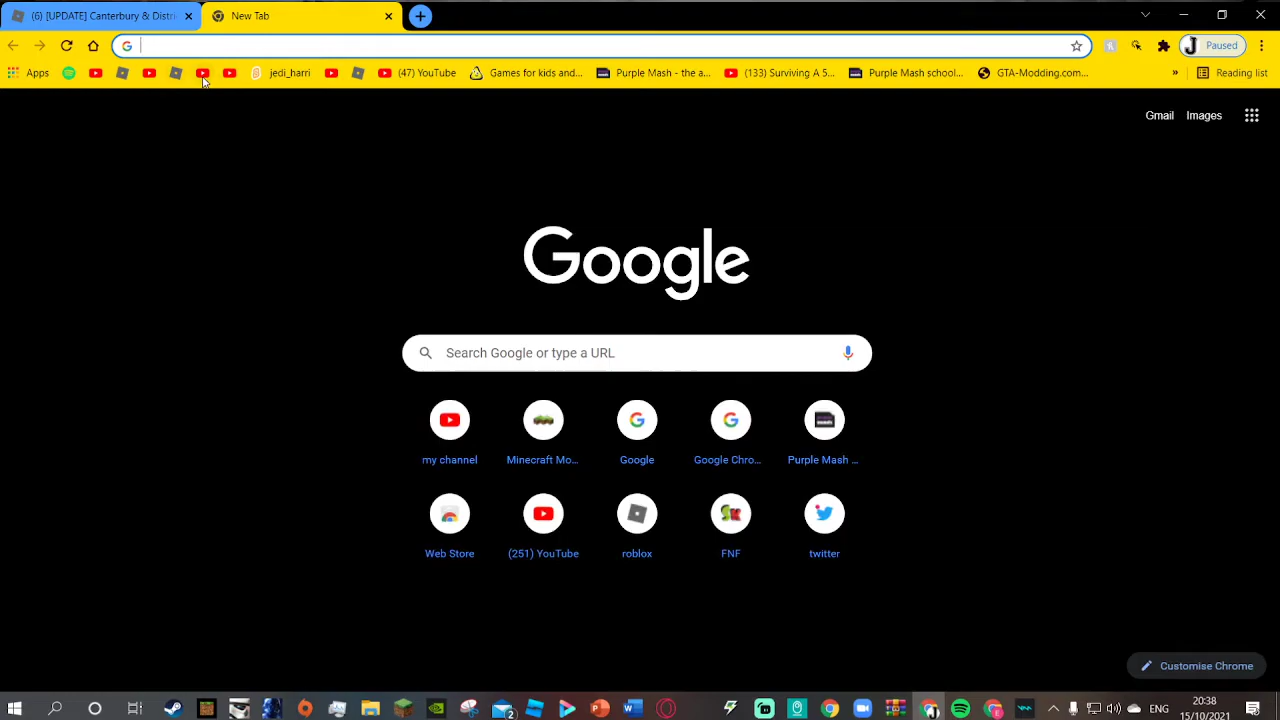 (6) [UPDATE] Canterbury & Distri
New Tab
Paused
Apps
jedi_harri
(47) YouTube
Games for kids and...
Purple Mash - the a...
(133) Surviving A 5...
Purple Mash school...
GTA-Modding.com...
»
Reading list
Gmail
Images
Google
Search Google or type a URL
my channel
Minecraft Mo...
Google
Google Chro...
Purple Mash ...
Web Store
(251) YouTube
roblox
FNF
twitter
Customise Chrome
ENG
20:38
15/10/2021